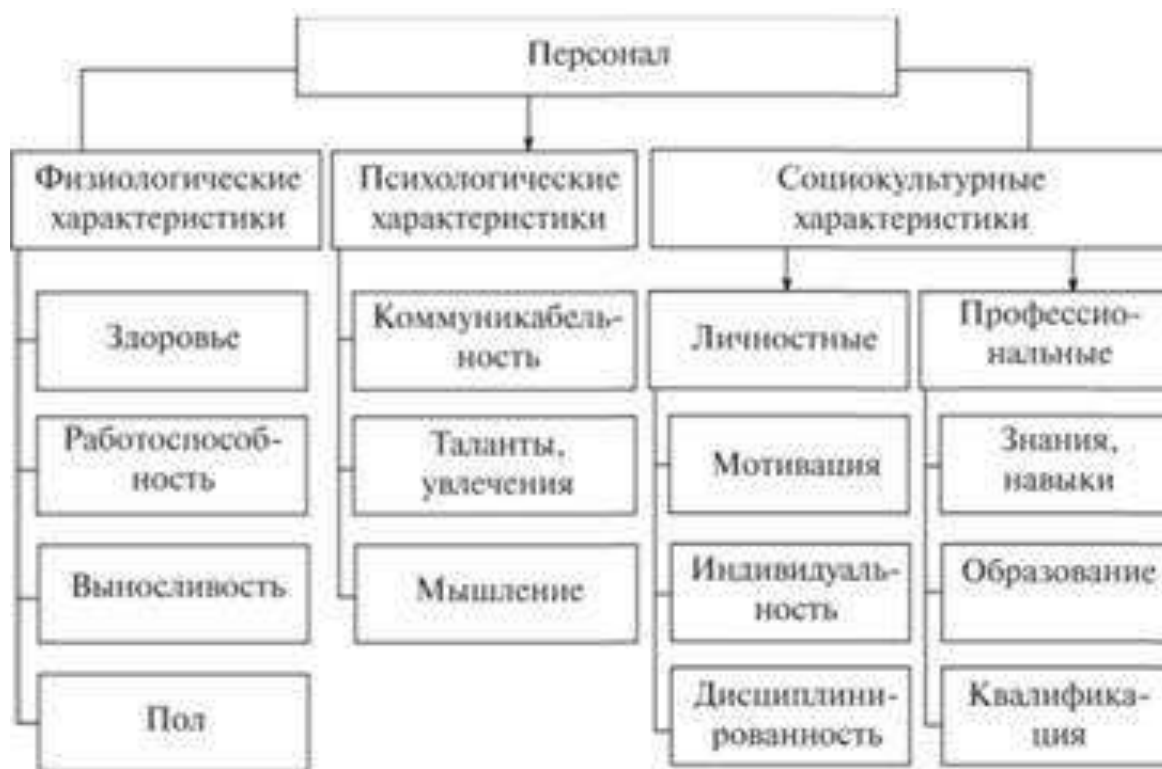 Персонал
Физиологические
характеристики
Психологические
характеристики
Социокультурные
характеристики
Здоровье
Работоспособ-
ность
Выносливость
Пол
Коммуникабель-
ность
Таланты,
увлечения
Мышление
Личностные
Мотивация
Индивидуаль-
ность
Дисциплини-
рованность
Профессио-
нальные
Знания,
навыки
Образование
Квалифика-
ция